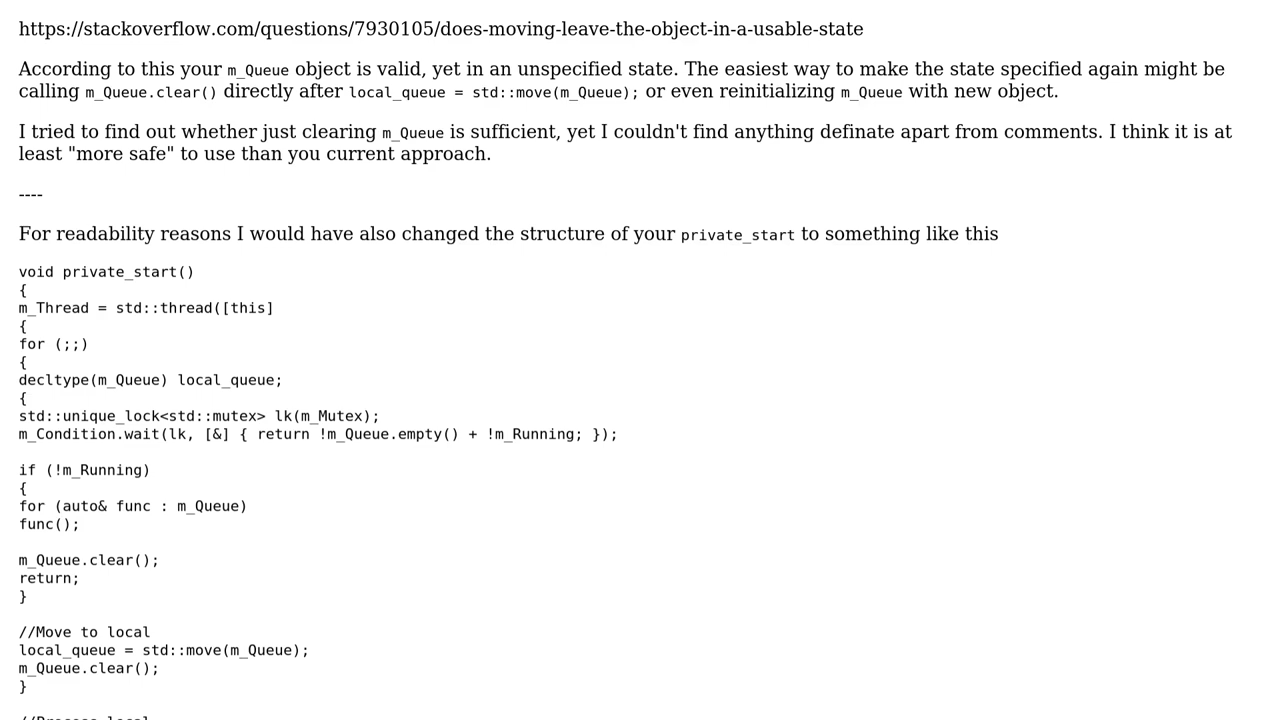 https://stackoverflow.com/questions/7930105/does-moving-leave-the-object-in-a-usable-state
According to this your m_Queue object is valid, yet in an unspecified state. The easiest way to make the state specified again might be
calling m_Queue.clear() directly after local_queue = std::move(m_Queue); or even reinitializing m_Queue with new object.
I tried to find out whether just clearing m_Queue is sufficient, yet I couldn't find anything definate apart from comments. I think it is at
least "more safe" to use than you current approach.
----
For readability reasons I would have also changed the structure of your private_start to something like this
void private_start()
{
m_Thread = std::thread([this]
{
for (;;)
{
decltype(m_Queue) local_queue;
{
std::unique_lock<std::mutex> lk(m_Mutex);
m_Condition.wait(lk, [&] { return !m_Queue.empty() + !m_Running; });
if (!m_Running)
{
for (auto& func : m_Queue)
func();
m_Queue.clear();
return;
}
//Move to local
local_queue = std::move(m_Queue);
m_Queue.clear();
}
//Process local